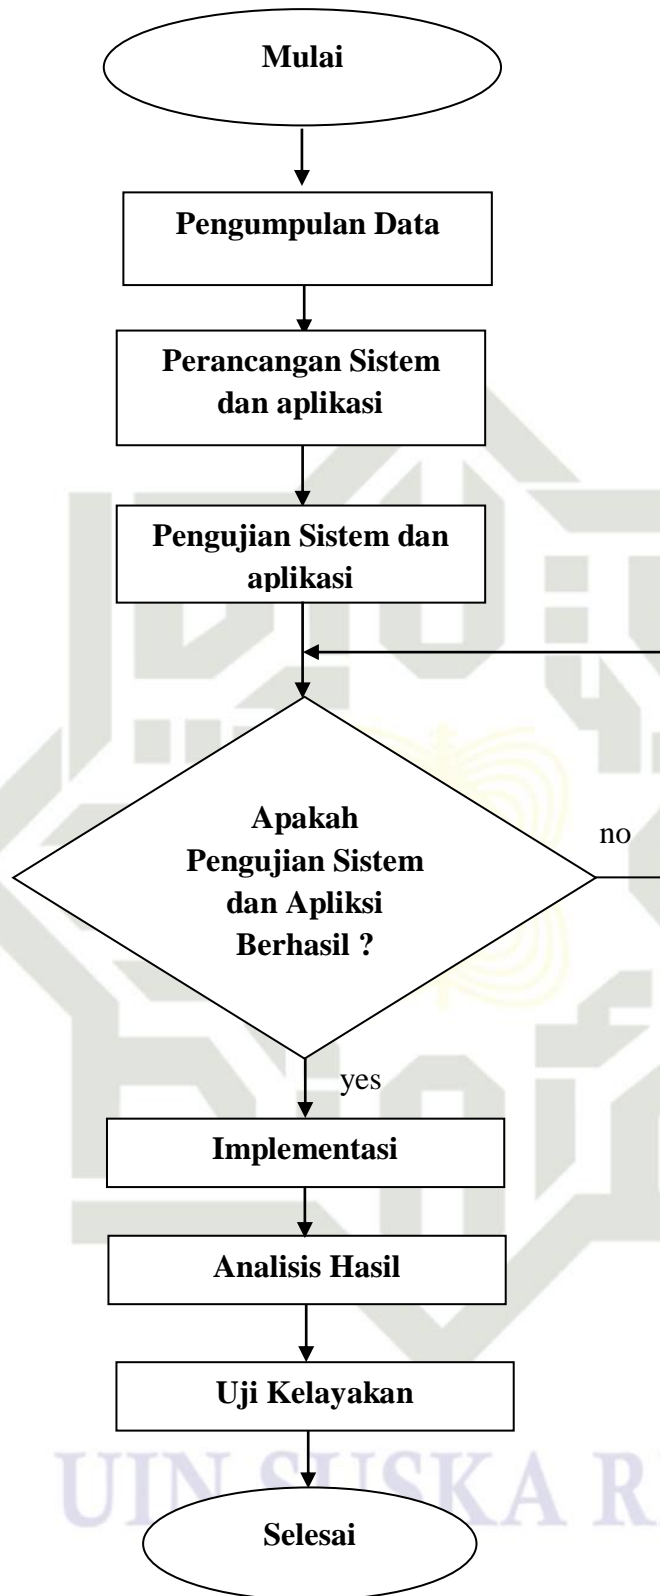 Mulai
Pengumpulan Data
Perancangan Sistem
dan aplikasi
Pengujian Sistem dan
aplikasi
Apakah
Pengujian Sistem
dan Apliksi
Berhasil ?
no
yes
Implementasi
Analisis Hasil
Uji Kelayakan
UIN SUSKA R
Selesai